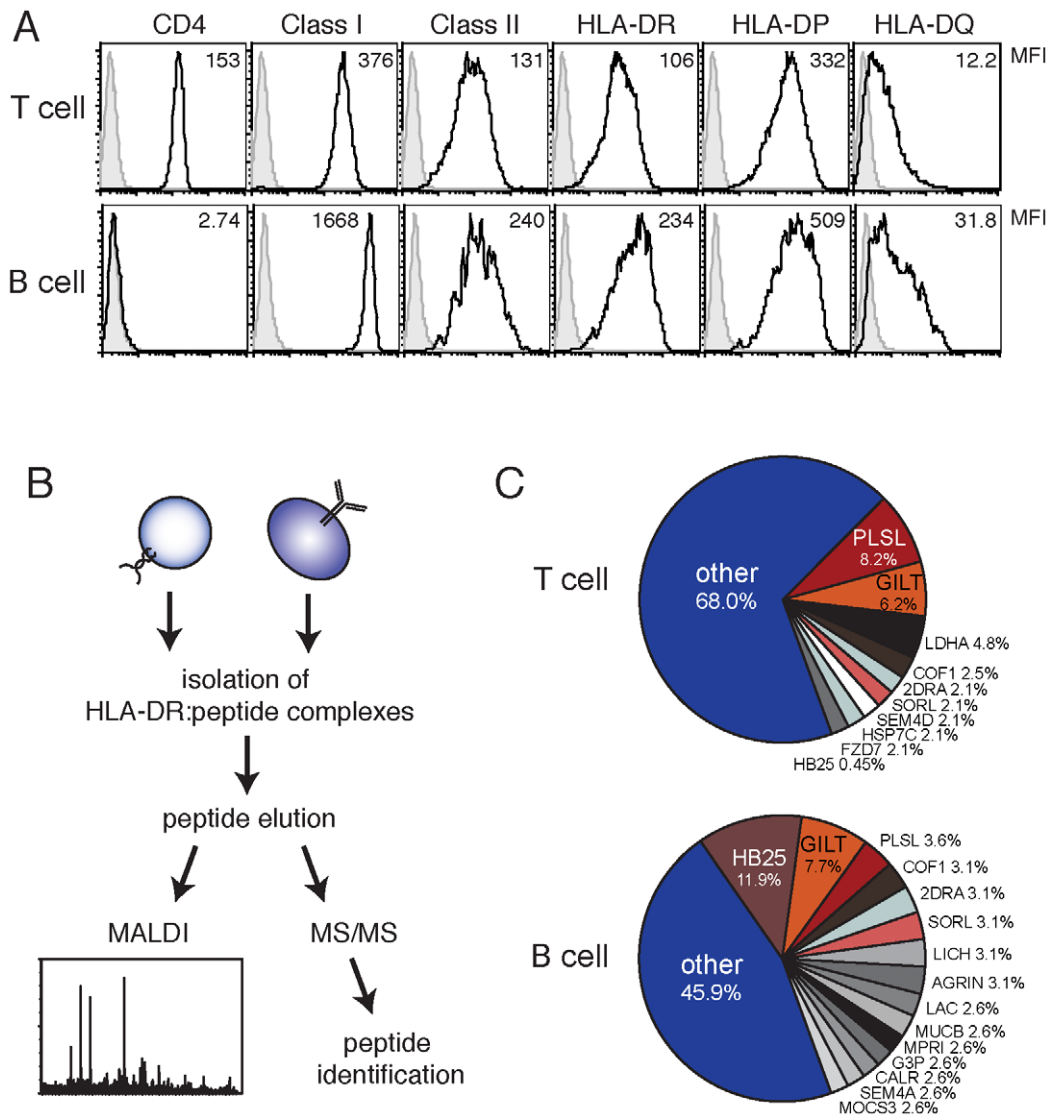 A
CD4 Class I Class II HLA-DR HLA-DP HLA-DQ
T cell 153 376 131 106 332 12.2 MFI
B cell 2.74 1668 240 234 509 31.8 MFI
B
isolation of
HLA-DR:peptide complexes
peptide elution
MALDI MS/MS
peptide
identification
C
T cell
other
68.0%
PLSL
8.2%
GILT
6.2%
LDHA 4.8%
COF1 2.5%
2DRA 2.1%
SORL 2.1%
SEM4D 2.1%
HSP7C 2.1%
FZD7 2.1%
HB25 0.45%
B cell
other
45.9%
HB25
11.9%
GILT
7.7%
PLSL 3.6%
COF1 3.1%
2DRA 3.1%
SORL 3.1%
LICH 3.1%
AGRIN 3.1%
LAC 2.6%
MUCB 2.6%
MPRI 2.6%
G3P 2.6%
CALR 2.6%
SEM4A 2.6%
MOCS3 2.6%